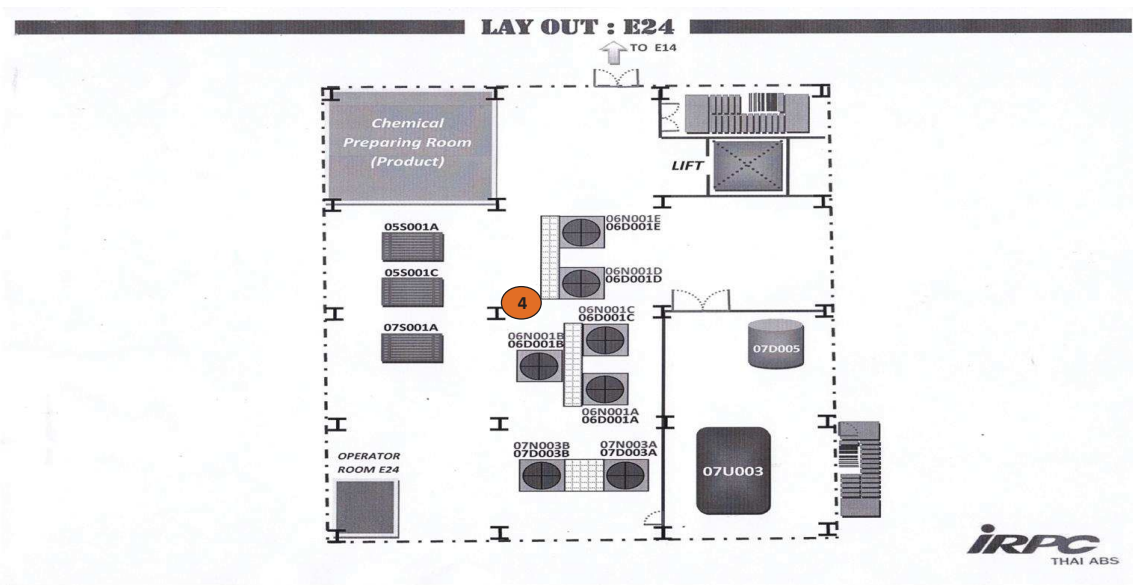 LAY OUT : E24
TO E14
Chemical
Preparing Room
(Product)
LIFT
05S001A
06N001E
06D001E
05S001C
06N001D
06D001D
4
06N001C
06D001C
07S001A
06N001B
06D001B
07D005
06N001A
06D001A
07N003B
07D003B
07N003A
07D003A
OPERATOR
ROOM E24
07U003
iRPC
THAI ABS